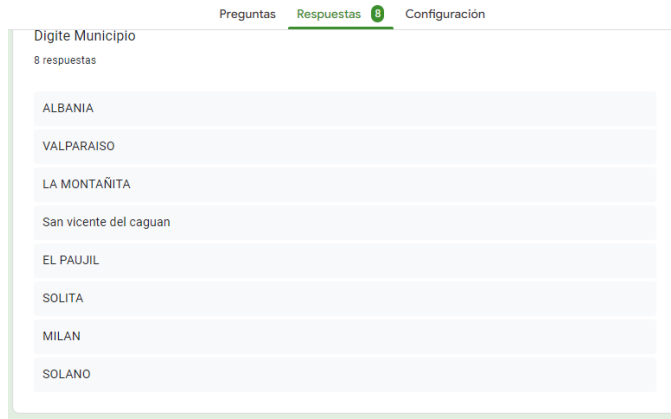 Preguntas Respuestas 8 Configuración
Digite Municipio
8 respuestas
ALBANIA
VALPARAISO
LA MONTAÑITA
San vicente del caguan
EL PAUJIL
SOLITA
MILAN
SOLANO